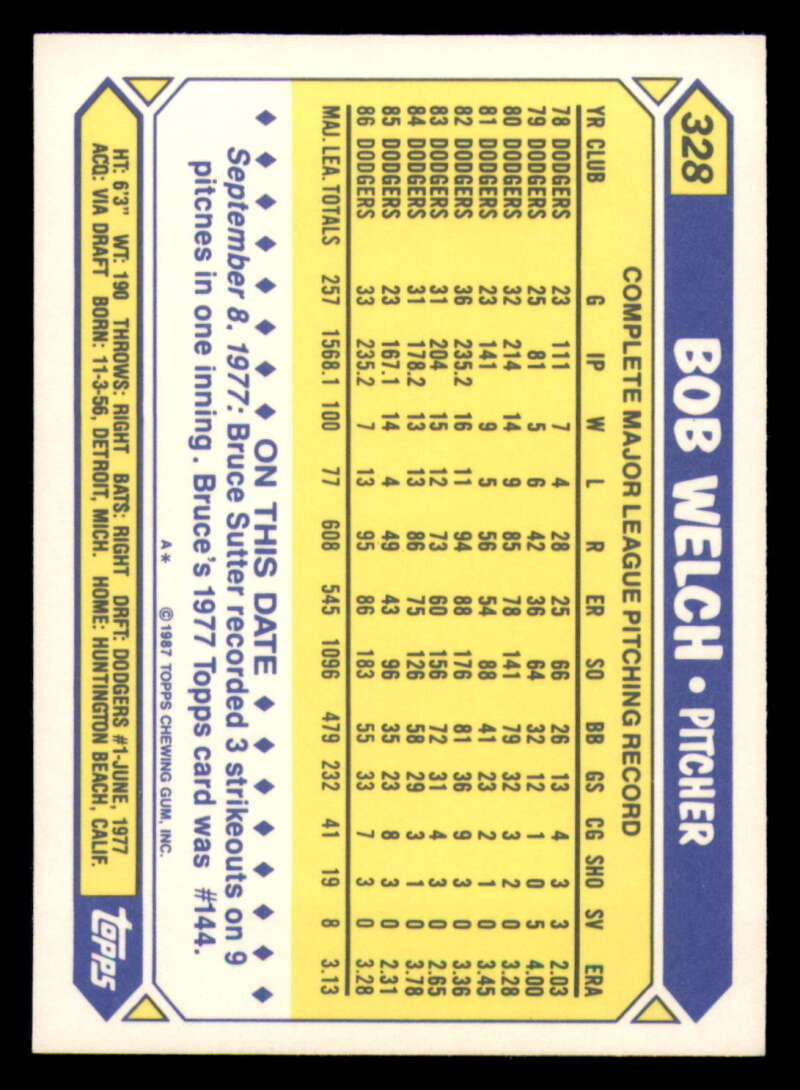 328
BOB WELCH • PITCHER
COMPLETE MAJOR LEAGUE PITCHING RECORD
YR CLUB G IP W L R ER SO BB GS CG SHO SV ERA
78 DODGERS 23 111 7 4 28 25 66 26 13 4 3 3 2.03
79 DODGERS 25 81 5 6 42 36 64 32 12 1 0 5 4.00
80 DODGERS 32 214 14 9 85 78 141 79 32 3 2 0 3.28
81 DODGERS 23 141 9 5 56 54 88 41 23 2 1 0 3.45
82 DODGERS 36 235.2 16 11 94 88 176 81 36 9 3 0 3.36
83 DODGERS 31 204 15 12 73 60 156 72 31 4 3 0 2.65
84 DODGERS 31 178.2 13 13 86 75 126 58 29 3 1 0 3.78
85 DODGERS 23 167.1 14 4 49 43 96 35 23 8 3 0 2.31
86 DODGERS 33 235.2 7 13 95 86 183 55 33 7 3 0 3.28
MAJ. LEA. TOTALS 257 1568.1 100 77 608 545 1096 479 232 41 19 8 3.13
ON THIS DATE
September 8, 1977: Bruce Sutter recorded 3 strikeouts on 9
pitches in one inning. Bruce's 1977 Topps card was #144.
A* ©1987 TOPPS CHEWING GUM, INC.
HT: 6'3" WT: 190 THROWS: RIGHT BATS: RIGHT DRFT: DODGERS #1-JUNE, 1977
ACQ: VIA DRAFT BORN: 11-3-56, DETROIT, MICH. HOME: HUNTINGTON BEACH, CALIF.
topps